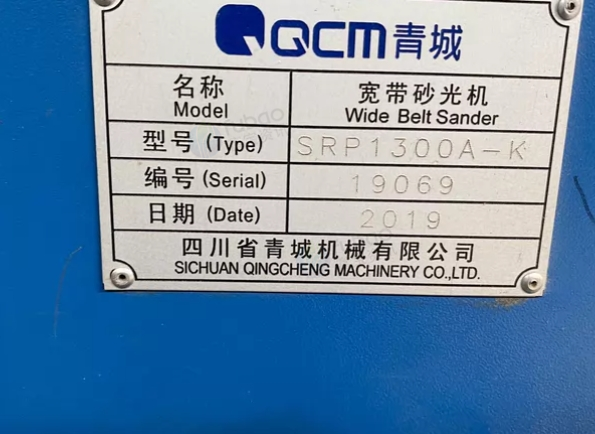 QCM青城
名称 宽带砂光机
Model Wide Belt Sander
型号(Type) SRP1300A-K
编号(Serial) 19069
日期(Date) 2019
四川省青城机械有限公司
SICHUAN QINGCHENG MACHINERY CO.,LTD.